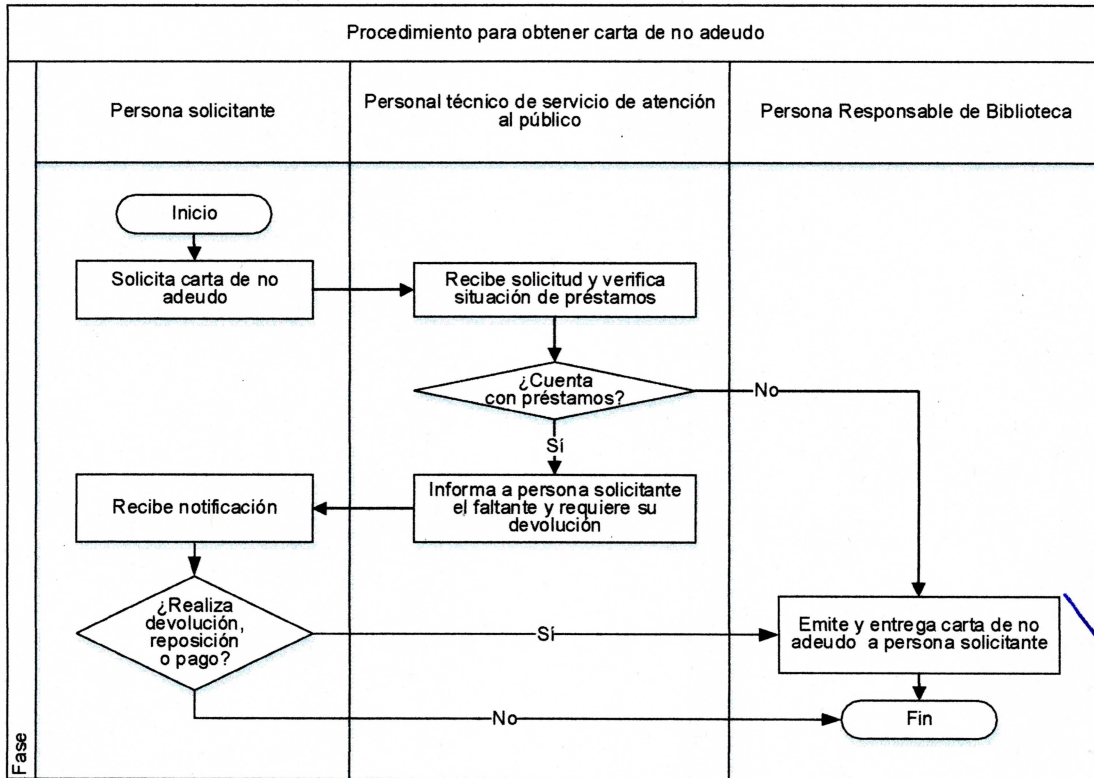 Procedimiento para obtener carta de no adeudo
Persona solicitante
Personal técnico de servicio de atención
al público
Persona Responsable de Biblioteca
Inicio
Solicita carta de no
adeudo
Recibe solicitud y verifica
situación de préstamos
¿Cuenta
con préstamos?
No
Sí
Informa a persona solicitante
el faltante y requiere su
devolución
Recibe notificación
¿Realiza
devolución,
reposición
o pago?
Sí
Emite y entrega carta de no
adeudo a persona solicitante
No
Fin
Fase